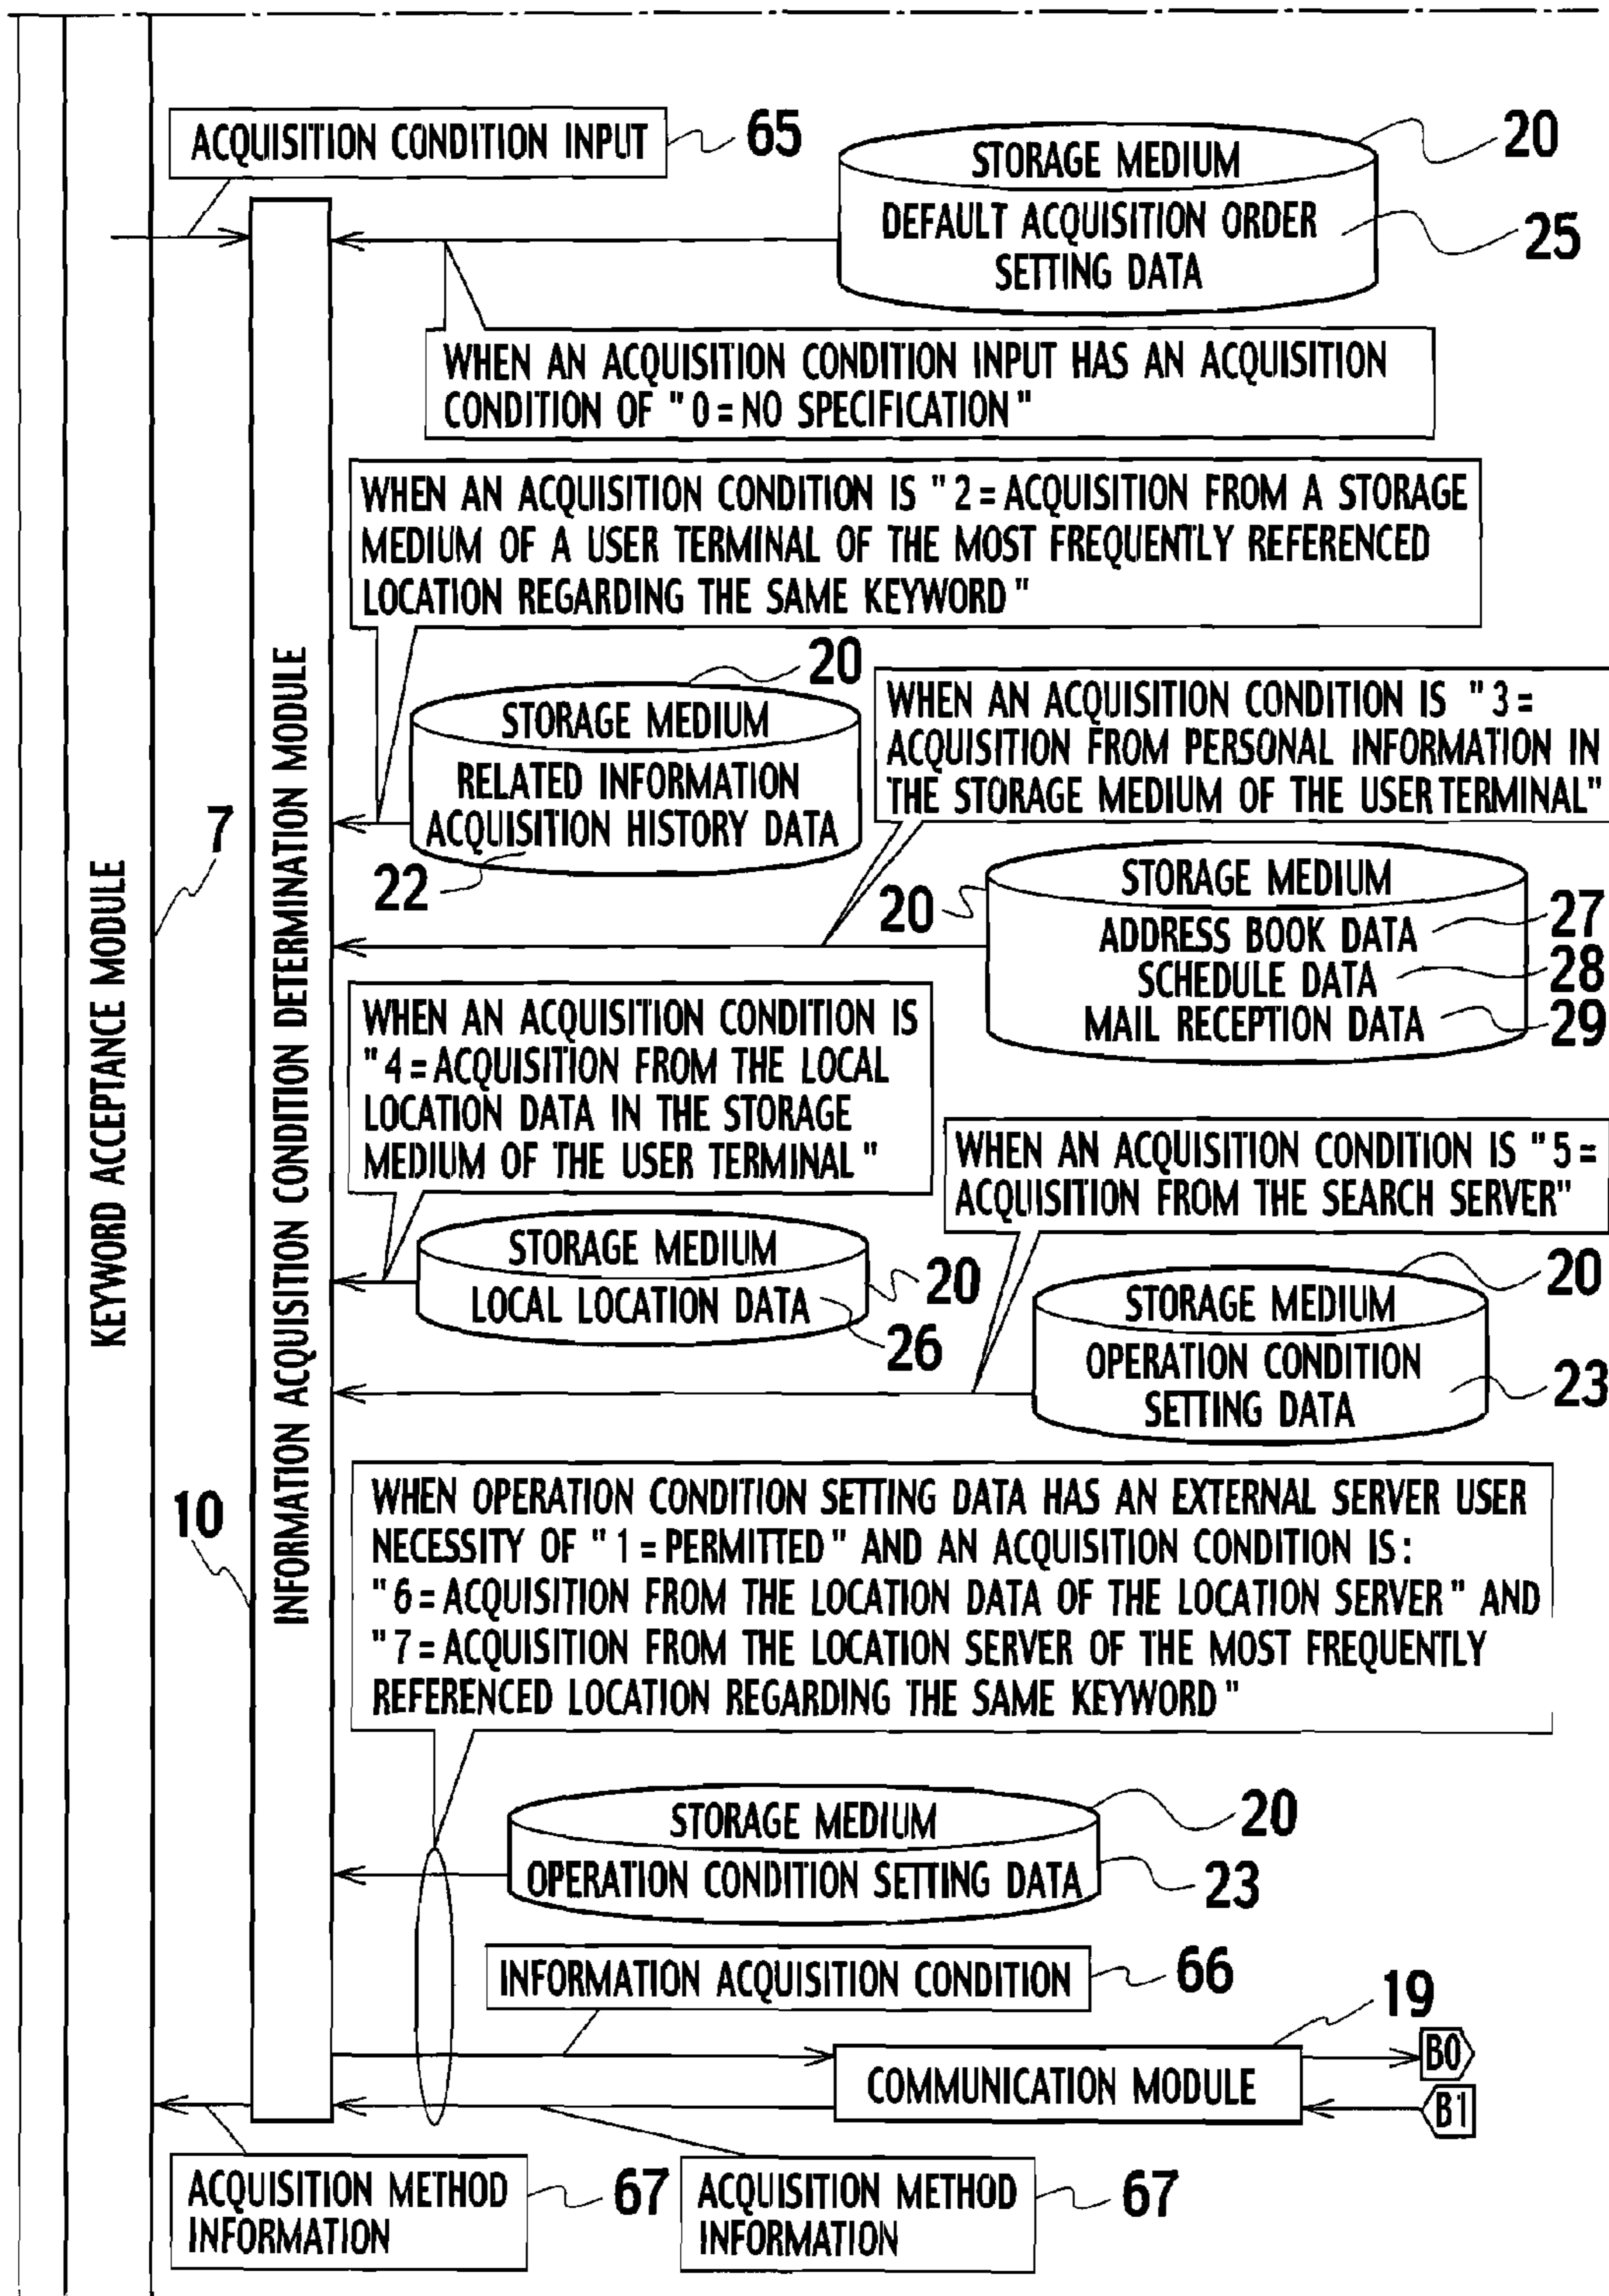 ACQUISITION CONDITION INPUT
65
STORAGE MEDIUM
20
DEFAULT ACQUISITION ORDER
SETTING DATA
25
WHEN AN ACQUISITION CONDITION INPUT HAS AN ACQUISITION
CONDITION OF "0=NO SPECIFICATION"
WHEN AN ACQUISITION CONDITION IS "2=ACQUISITION FROM A STORAGE
MEDIUM OF A USER TERMINAL OF THE MOST FREQUENTLY REFERENCED
LOCATION REGARDING THE SAME KEYWORD"
20
STORAGE MEDIUM
RELATED INFORMATION
ACQUISITION HISTORY DATA
22
WHEN AN ACQUISITION CONDITION IS "3=
ACQUISITION FROM PERSONAL INFORMATION IN
THE STORAGE MEDIUM OF THE USER TERMINAL"
7
KEYWORD ACCEPTANCE MODULE
INFORMATION ACQUISITION CONDITION DETERMINATION MODULE
10
20
STORAGE MEDIUM
ADDRESS BOOK DATA
27
SCHEDULE DATA
28
MAIL RECEPTION DATA
29
WHEN AN ACQUISITION CONDITION IS
"4=ACQUISITION FROM THE LOCAL
LOCATION DATA IN THE STORAGE
MEDIUM OF THE USER TERMINAL"
WHEN AN ACQUISITION CONDITION IS "5=
ACQUISITION FROM THE SEARCH SERVER"
STORAGE MEDIUM
20
LOCAL LOCATION DATA
26
20
STORAGE MEDIUM
OPERATION CONDITION
SETTING DATA
23
WHEN OPERATION CONDITION SETTING DATA HAS AN EXTERNAL SERVER USER
NECESSITY OF "1=PERMITTED" AND AN ACQUISITION CONDITION IS:
"6=ACQUISITION FROM THE LOCATION DATA OF THE LOCATION SERVER" AND
"7=ACQUISITION FROM THE LOCATION SERVER OF THE MOST FREQUENTLY
REFERENCED LOCATION REGARDING THE SAME KEYWORD"
STORAGE MEDIUM
20
OPERATION CONDITION SETTING DATA
23
INFORMATION ACQUISITION CONDITION
66
19
COMMUNICATION MODULE
B0
B1
ACQUISITION METHOD
INFORMATION
67
ACQUISITION METHOD
INFORMATION
67